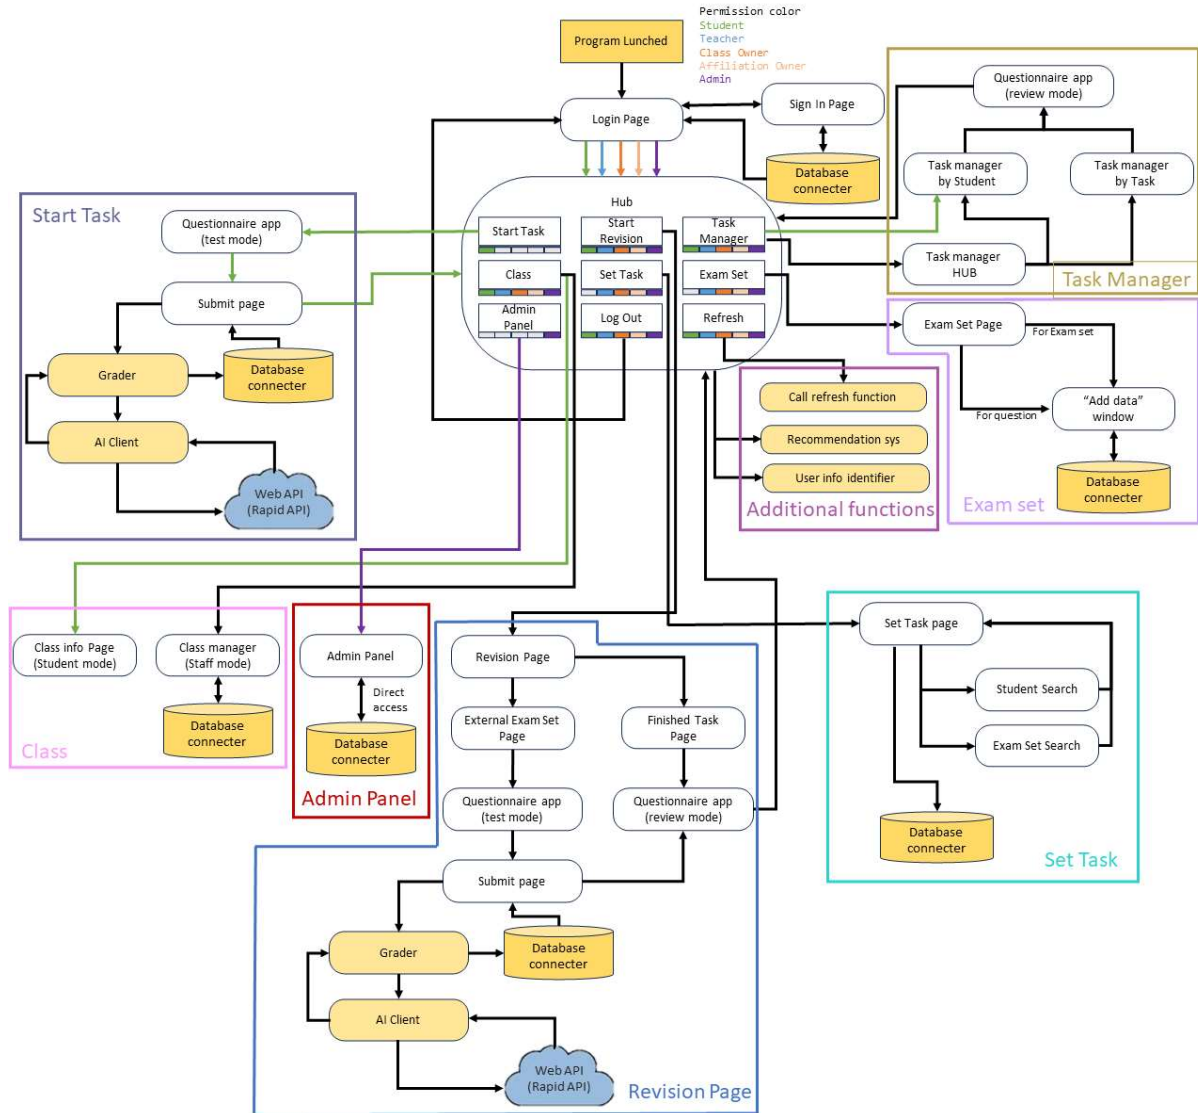 Permission color
Student
Teacher
Class Owner
Affiliation Owner
Admin
Program Lunched
Login Page
Sign In Page
Database
connecter
Questionnaire app
(review mode)
Task manager
by Student
Task manager
by Task
Task manager
HUB
Task Manager
Hub
Start Task
Start
Revision
Task
Manager
Class
Set Task
Exam Set
Admin
Panel
Log Out
Refresh
Start Task
Questionnaire app
(test mode)
Submit page
Grader
Database
connecter
AI Client
Web API
(Rapid API)
Exam Set Page
For Exam set
For question
“Add data”
window
Database
connecter
Exam set
Call refresh function
Recommendation sys
User info identifier
Additional functions
Class info Page
(Student mode)
Class manager
(Staff mode)
Database
connecter
Class
Admin Panel
Direct
access
Database
connecter
Admin Panel
Revision Page
External Exam Set
Page
Finished Task
Page
Questionnaire app
(test mode)
Questionnaire app
(review mode)
Submit page
Grader
Database
connecter
AI Client
Web API
(Rapid API)
Revision Page
Set Task page
Student Search
Exam Set Search
Database
connecter
Set Task